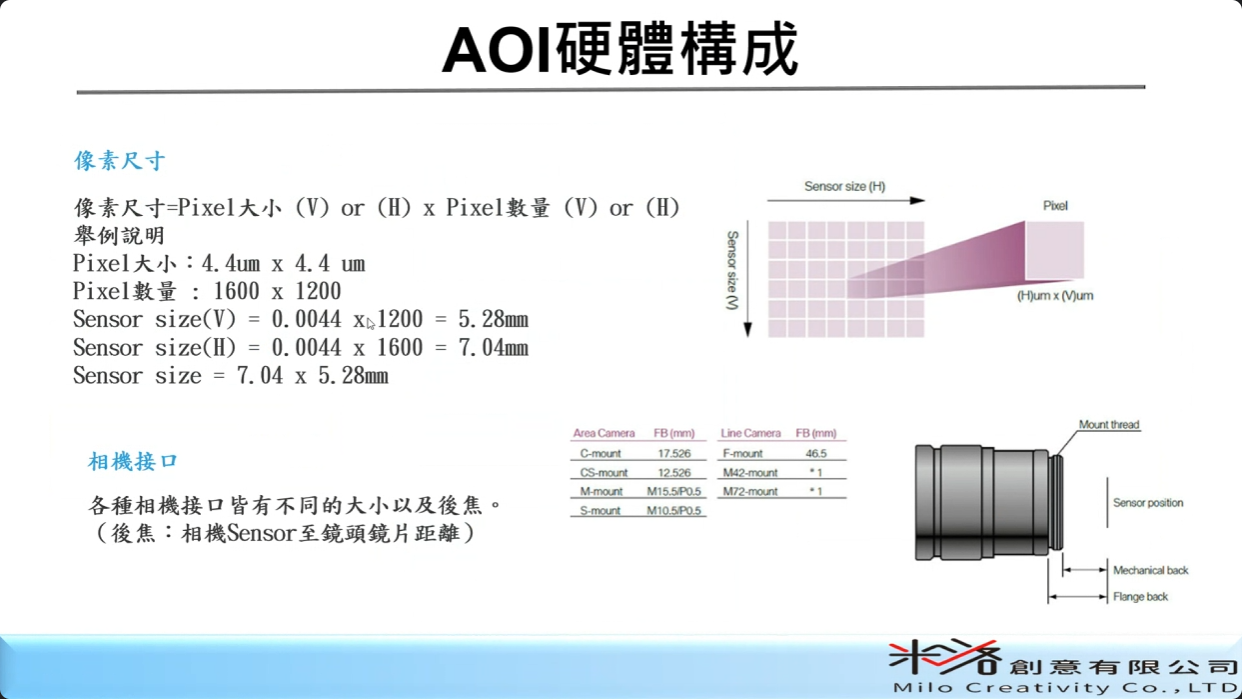 AOI硬體構成
像素尺寸
像素尺寸=Pixel大小 (V) or (H) x Pixel數量 (V) or (H)
舉例說明
Pixel大小：4.4um x 4.4 um
Pixel數量 : 1600 x 1200
Sensor size(V) = 0.0044 x 1200 = 5.28mm
Sensor size(H) = 0.0044 x 1600 = 7.04mm
Sensor size = 7.04 x 5.28mm
Sensor size (H)
Sensor size (V)
Pixel
(H)um x (V)um
相機接口
各種相機接口皆有不同的大小以及後焦。
（後焦：相機Sensor至鏡頭鏡片距離）
Area Camera FB (mm) Line Camera FB (mm)
C-mount 17.526 F-mount 46.5
CS-mount 12.526 M42-mount * 1
M-mount M15.5/P0.5 M72-mount * 1
S-mount M10.5/P0.5
Mount thread
Sensor position
Mechanical back
Flange back
米洛創意有限公司
Milo Creativity Co.,LTD